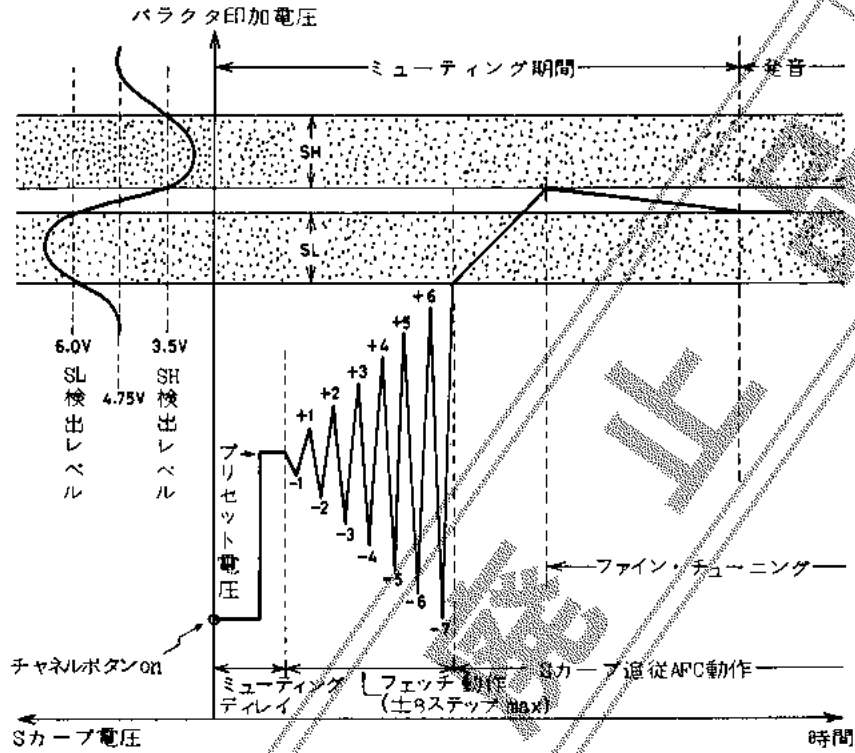 バラクタ印加電圧
ミューティング期間
発音
SH
SL
6.0V
SL検出レベル
4.75V
3.5V
SH検出レベル
プリセット電圧
+1
+2
+3
+4
+5
+6
-1
-2
-3
-4
-5
-6
-7
ファイン・チューニング
チャネルボタンon
ミューティング
ディレイ
フェッチ動作
(±8ステップmax)
Sカーブ追従AFC動作
Sカーブ電圧
時間